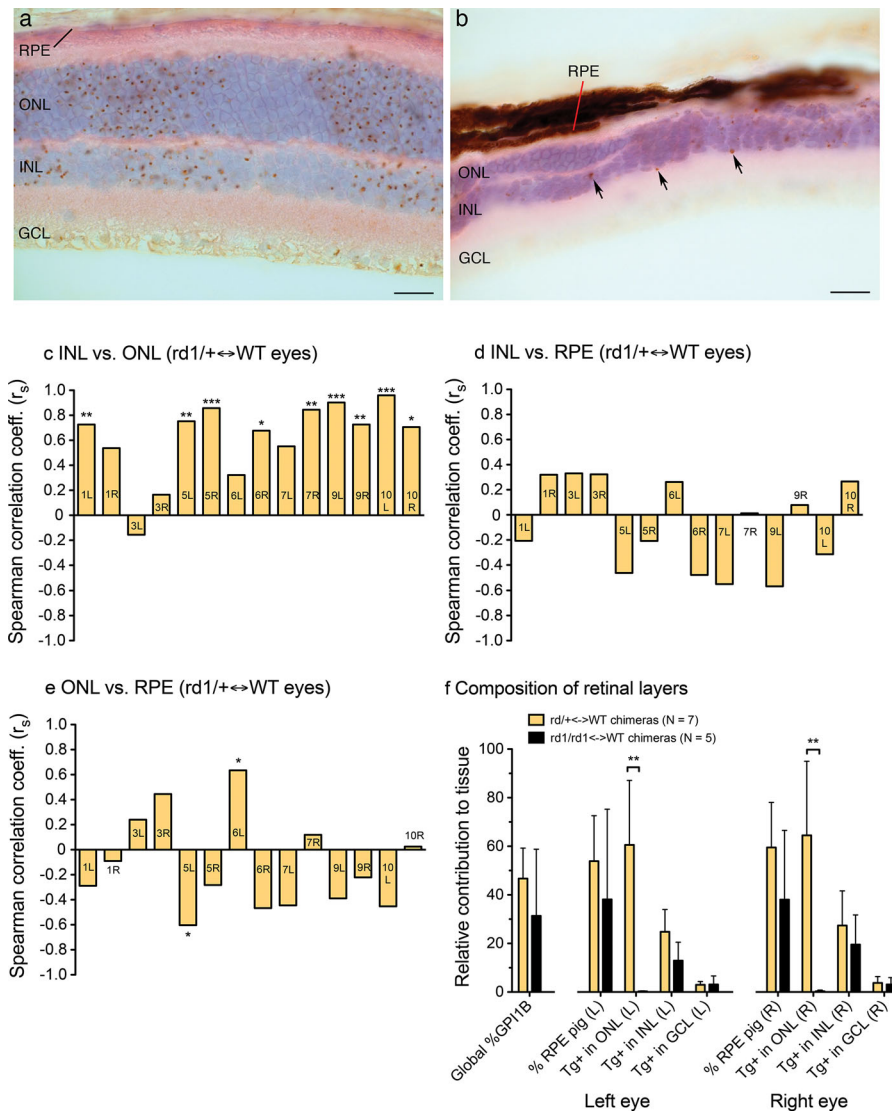 a
RPE
ONL
INL
GCL
b
RPE
ONL
INL
GCL
c INL vs. ONL (rd1/+↔WT eyes)
Spearman correlation coeff. (rs)
1.0
0.8
0.6
0.4
0.2
0
-0.2
-0.4
-0.6
-0.8
-1.0
** ** *** * ** *** ** *** *
1L 1R 3L 3R 5L 5R 6L 6R 7L 7R 9L 9R 10L 10R
d INL vs. RPE (rd1/+↔WT eyes)
Spearman correlation coeff. (rs)
1.0
0.8
0.6
0.4
0.2
0
-0.2
-0.4
-0.6
-0.8
-1.0
1L 1R 3L 3R 5L 5R 6L 6R 7L 7R 9L 9R 10L 10R
e ONL vs. RPE (rd1/+↔WT eyes)
Spearman correlation coeff. (rs)
1.0
0.8
0.6
0.4
0.2
0
-0.2
-0.4
-0.6
-0.8
-1.0
* *
1L 1R 3L 3R 5L 5R 6L 6R 7L 7R 9L 9R 10L 10R
f Composition of retinal layers
rd/+<->WT chimeras (N = 7)
rd1/rd1<->WT chimeras (N = 5)
Relative contribution to tissue
100
80
60
40
20
0
** **
Global %GPI1B
% RPE pig (L)
Tg+ in ONL (L)
Tg+ in INL (L)
Tg+ in GCL (L)
% RPE pig (R)
Tg+ in ONL (R)
Tg+ in INL (R)
Tg+ in GCL (R)
Left eye
Right eye